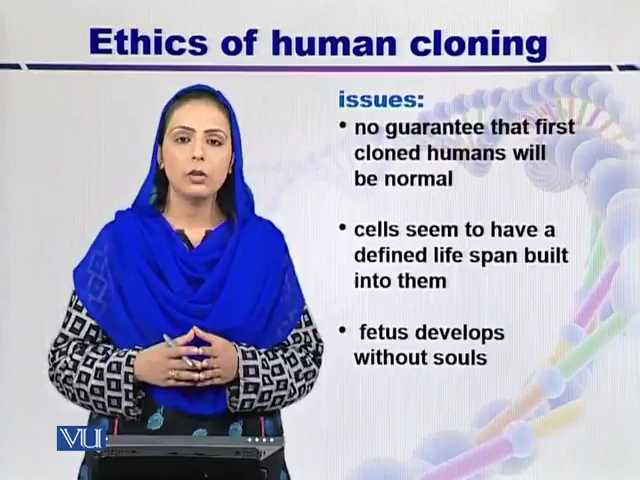 Ethics of human cloning
issues:
• no guarantee that first
cloned humans will
be normal
• cells seem to have a
defined life span built
into them
• fetus develops
without souls
VU